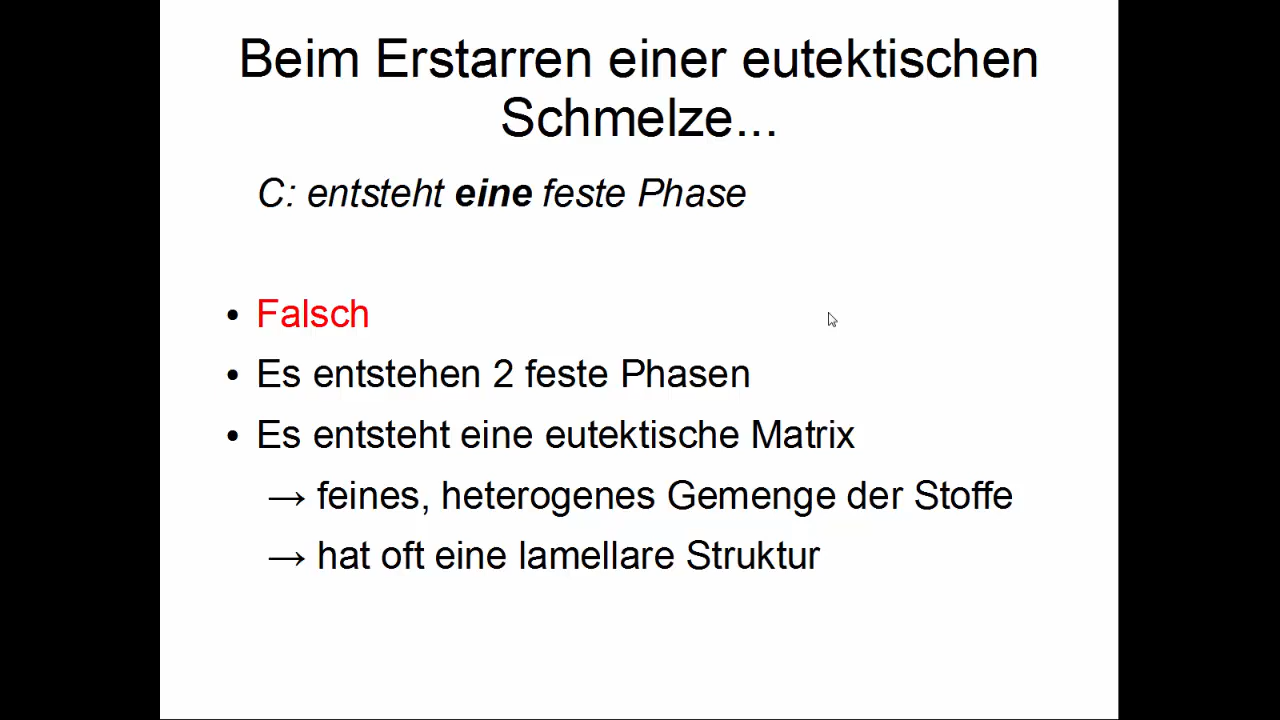 Beim Erstarren einer eutektischen
Schmelze...
C: entsteht eine feste Phase
• Falsch
• Es entstehen 2 feste Phasen
• Es entsteht eine eutektische Matrix
→ feines, heterogenes Gemenge der Stoffe
→ hat oft eine lamellare Struktur